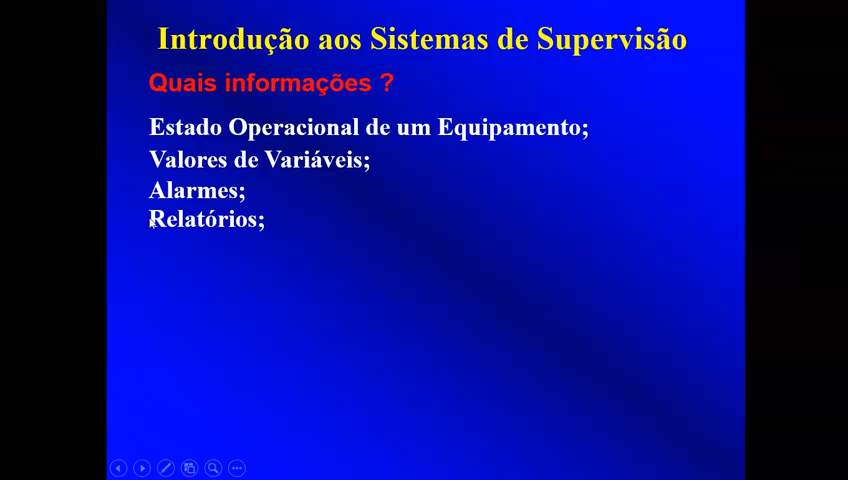 Introdução aos Sistemas de Supervisão
Quais informações ?
Estado Operacional de um Equipamento;
Valores de Variáveis;
Alarmes;
Relatórios;